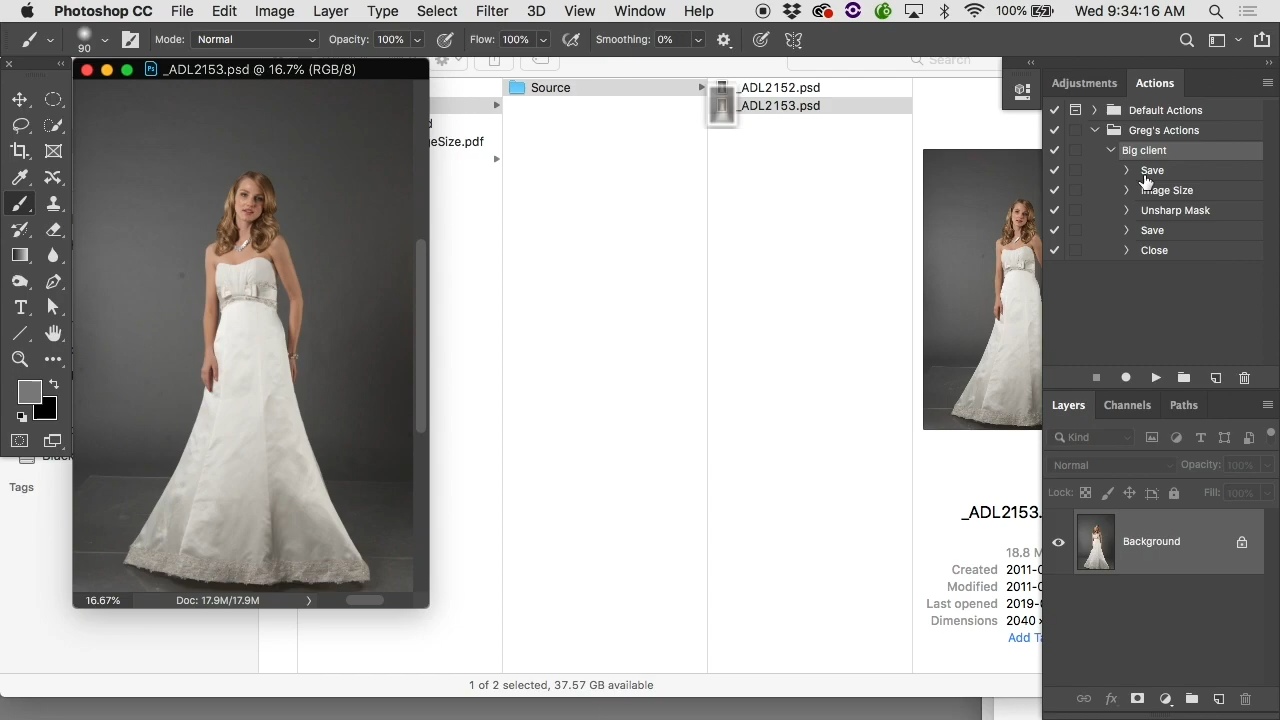 Photoshop CC File Edit Image Layer Type Select Filter 3D View Window Help 100% Wed 9:34:16 AM
90 Mode: Normal Opacity: 100% Flow: 100% Smoothing: 0%
_ADL2153.psd @ 16.7% (RGB/8)
Search
Source
_ADL2152.psd
_ADL2153.psd
d
eSize.pdf
Adjustments Actions
Default Actions
Greg's Actions
Big client
Save
Image Size
Unsharp Mask
Save
Close
Layers Channels Paths
Kind
Normal Opacity: 100%
Lock: Fill: 100%
Background
Tags
_ADL2153.
18.8 M
Created 2011-0
Modified 2011-0
Last opened 2019-
Dimensions 2040 ×
Add Ta
16.67% Doc: 17.9M/17.9M
1 of 2 selected, 37.57 GB available